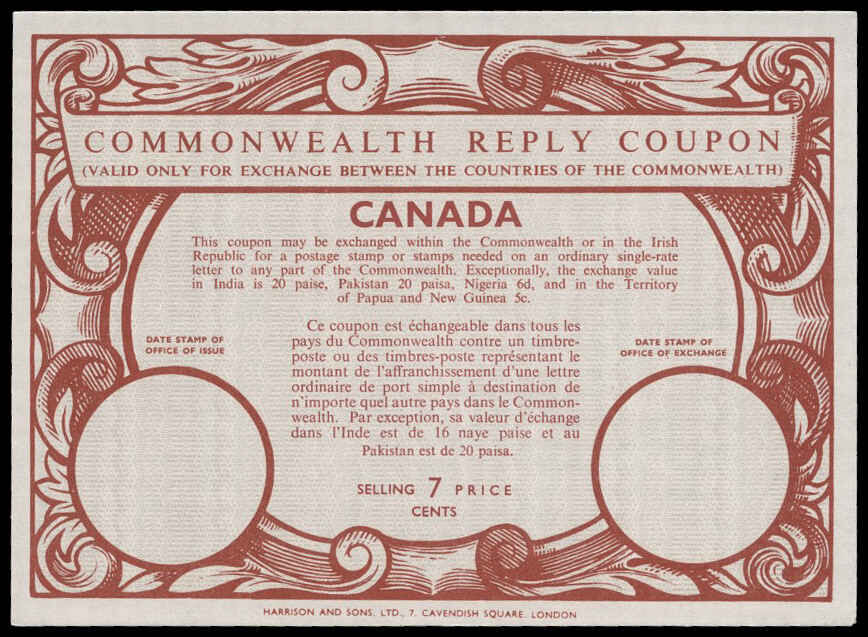 COMMONWEALTH REPLY COUPON
(VALID ONLY FOR EXCHANGE BETWEEN THE COUNTRIES OF THE COMMONWEALTH)
CANADA
This coupon may be exchanged within the Commonwealth or in the Irish
Republic for a postage stamp or stamps needed on an ordinary single-rate
letter to any part of the Commonwealth. Exceptionally, the exchange value
in India is 20 paise, Pakistan 20 paisa, Nigeria 6d, and in the Territory
of Papua and New Guinea 5c.
Ce coupon est échangeable dans tous les
pays du Commonwealth contre un timbre-
poste ou des timbres-poste représentant le
montant de l'affranchissement d'une lettre
ordinaire de port simple à destination de
n'importe quel autre pays dans le Common-
wealth. Par exception, sa valeur d'échange
dans l'Inde est de 16 naye paise et au
Pakistan est de 20 paisa.
DATE STAMP OF
OFFICE OF ISSUE
DATE STAMP OF
OFFICE OF EXCHANGE
SELLING 7 PRICE
CENTS
HARRISON AND SONS, LTD., 7, CAVENDISH SQUARE, LONDON